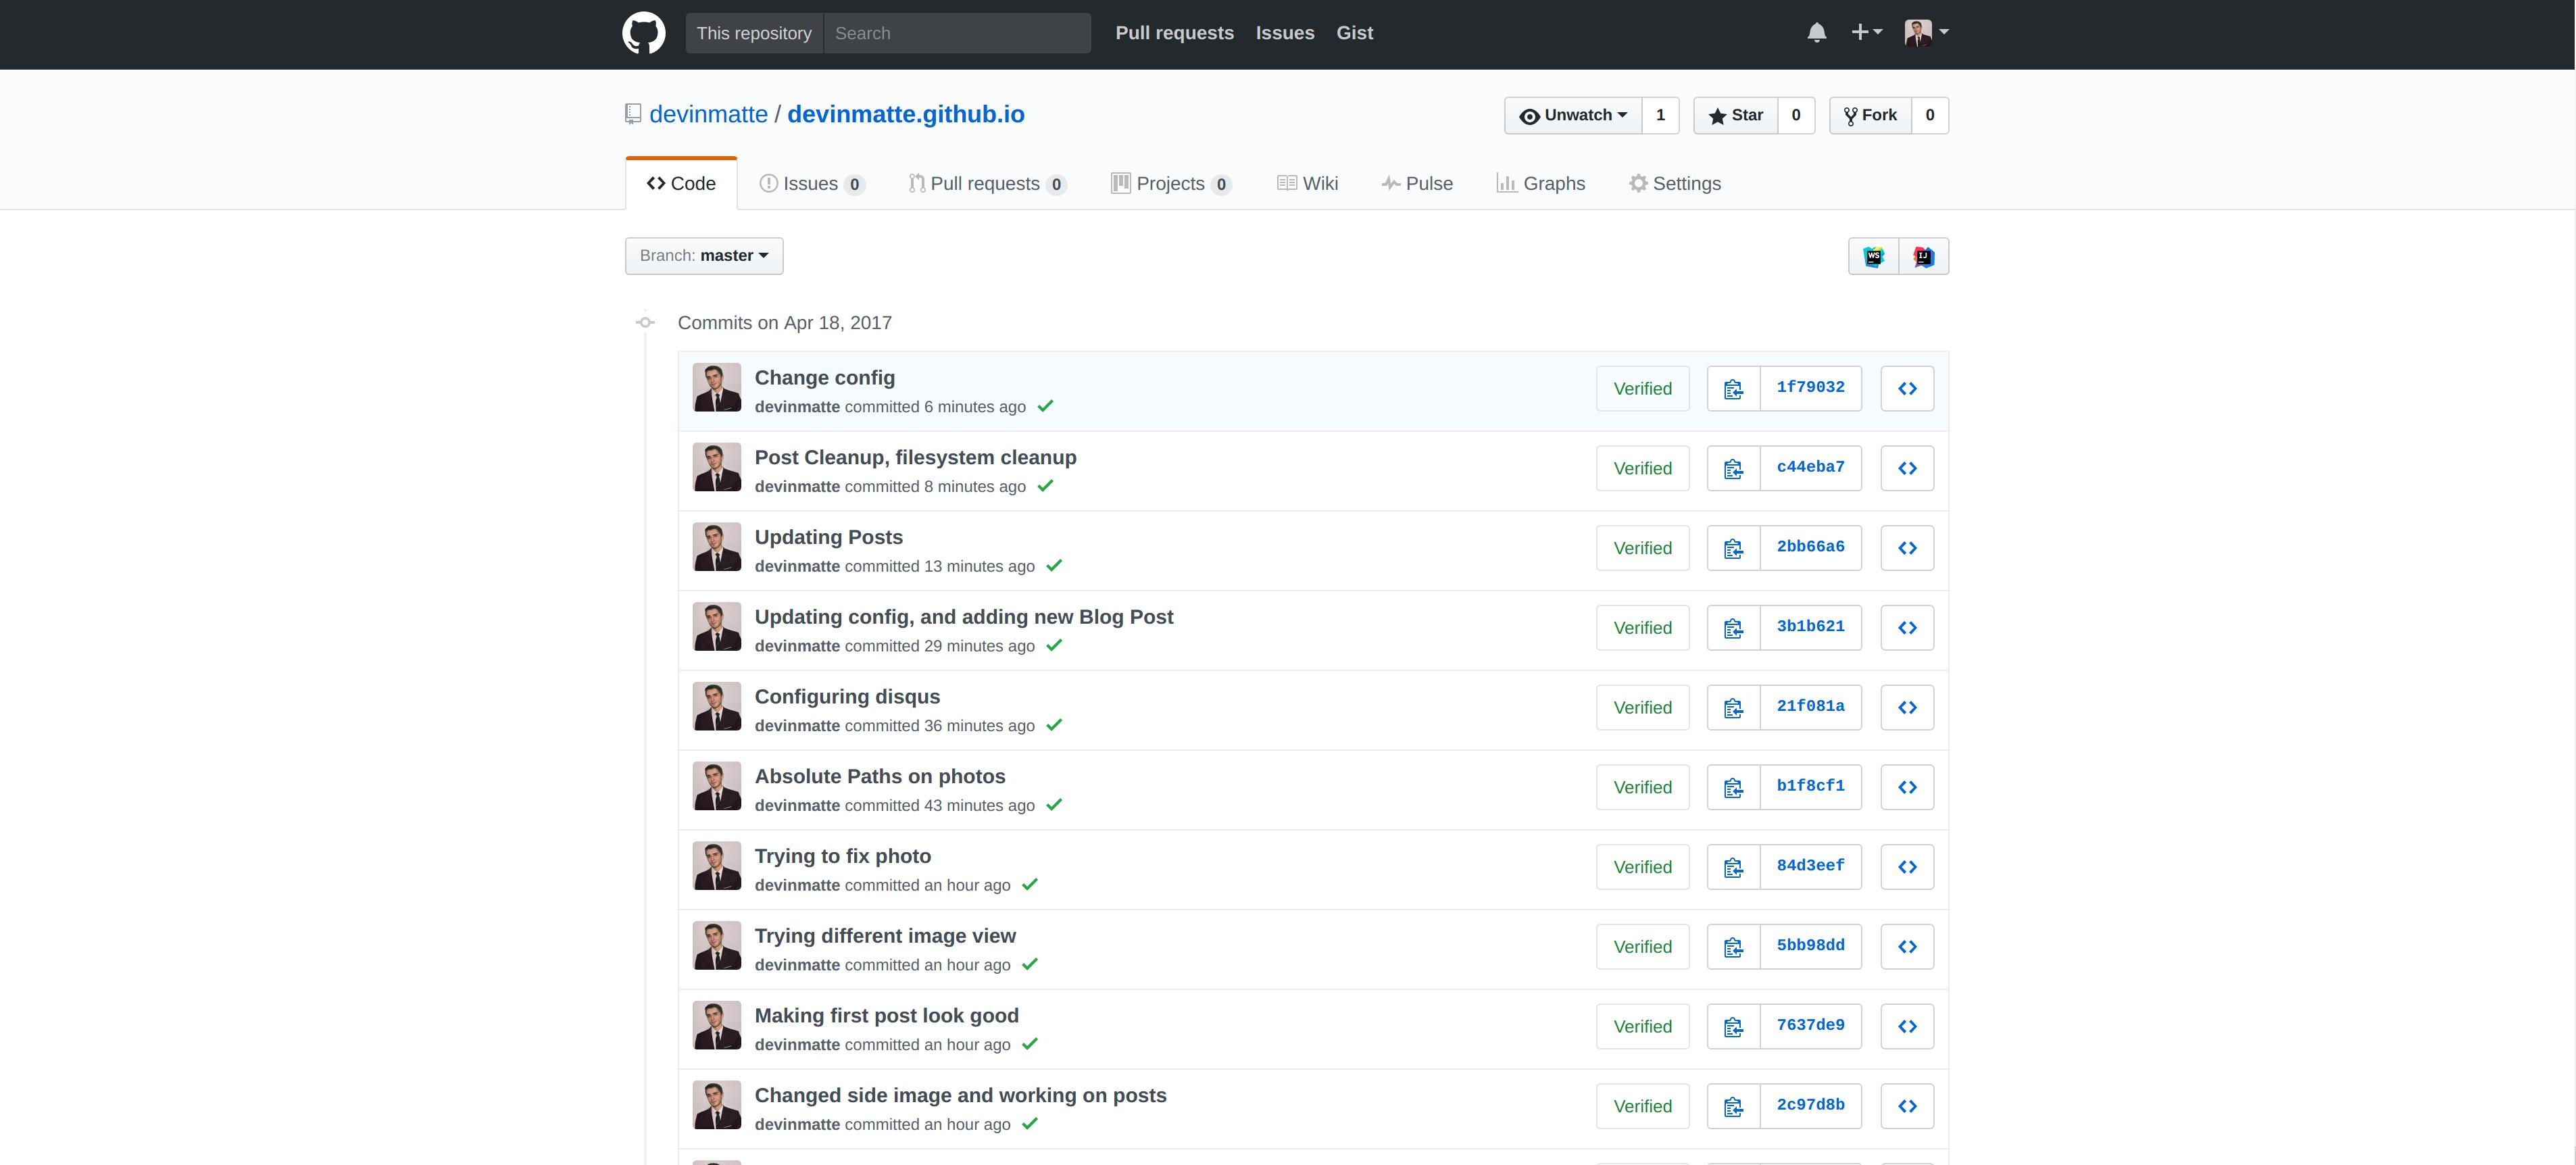 This repository Search Pull requests Issues Gist
devinmatte / devinmatte.github.io Unwatch 1 Star 0 Fork 0
Code Issues 0 Pull requests 0 Projects 0 Wiki Pulse Graphs Settings
Branch: master WS IJ
Commits on Apr 18, 2017
Change config
devinmatte committed 6 minutes ago
Verified 1f79032
Post Cleanup, filesystem cleanup
devinmatte committed 8 minutes ago
Verified c44eba7
Updating Posts
devinmatte committed 13 minutes ago
Verified 2bb66a6
Updating config, and adding new Blog Post
devinmatte committed 29 minutes ago
Verified 3b1b621
Configuring disqus
devinmatte committed 36 minutes ago
Verified 21f081a
Absolute Paths on photos
devinmatte committed 43 minutes ago
Verified b1f8cf1
Trying to fix photo
devinmatte committed an hour ago
Verified 84d3eef
Trying different image view
devinmatte committed an hour ago
Verified 5bb98dd
Making first post look good
devinmatte committed an hour ago
Verified 7637de9
Changed side image and working on posts
devinmatte committed an hour ago
Verified 2c97d8b